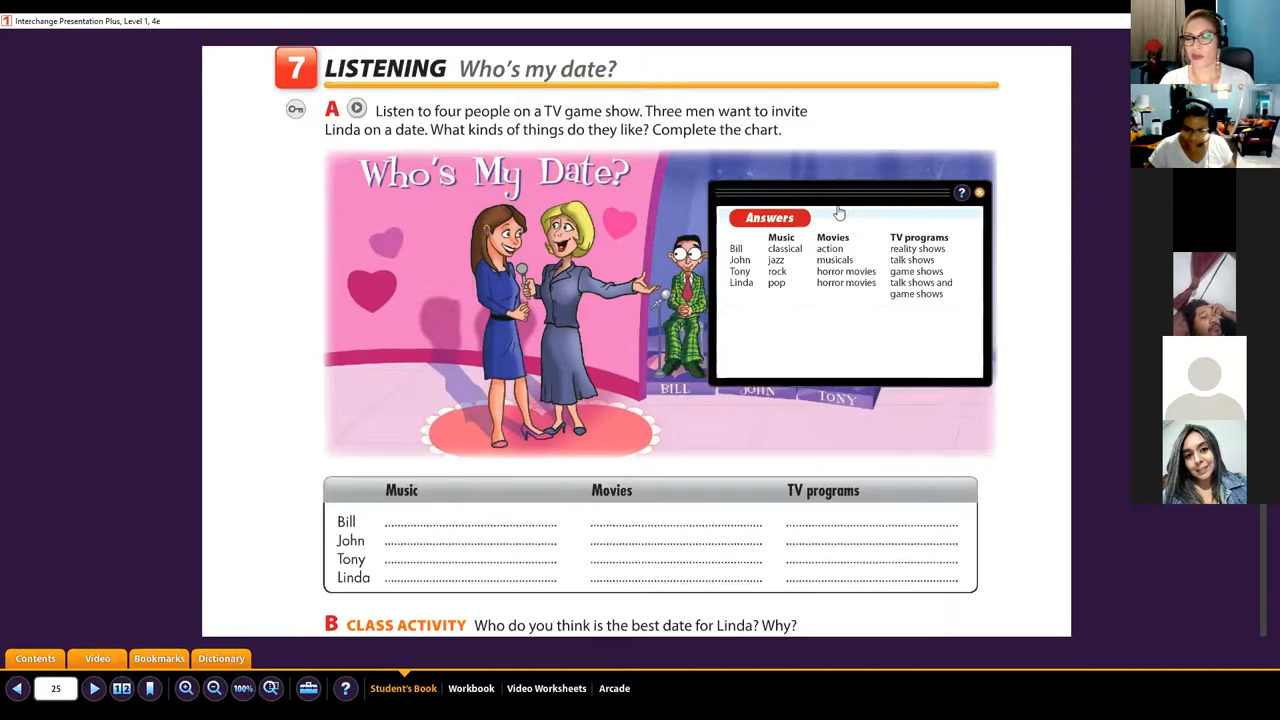 Interchange Presentation Plus, Level 1, 4e
7 LISTENING Who's my date?
A Listen to four people on a TV game show. Three men want to invite
Linda on a date. What kinds of things do they like? Complete the chart.
Who's My Date?
Answers
Music Movies TV programs
Bill classical action reality shows
John jazz musicals talk shows
Tony rock horror movies game shows
Linda pop horror movies talk shows and
game shows
BILL JOHN TONY
Music Movies TV programs
Bill
John
Tony
Linda
B CLASS ACTIVITY Who do you think is the best date for Linda? Why?
Contents Video Bookmarks Dictionary
25 1 2 100% ? Student's Book Workbook Video Worksheets Arcade